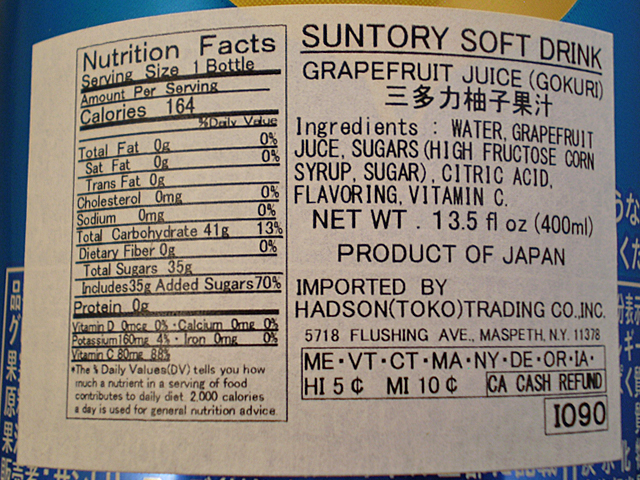 Nutrition Facts
Serving Size 1 Bottle
Amount Per Serving
Calories 164
%Daily Value
Total Fat 0g 0%
Sat Fat 0g 0%
Trans Fat 0g
Cholesterol 0mg 0%
Sodium 0mg 0%
Total Carbohydrate 41g 13%
Dietary Fiber 0g 0%
Total Sugars 35g
Includes35g Added Sugars70%
Protein 0g
Vitamin D 0mcg 0% ・Calcium 0mg 0%
Potassium160mg 4% ・ Iron 0mg 0%
Vitamin C 80mg 88%
*The % Daily Values(DV) tells you how
much a nutrient in a serving of food
contributes to daily diet. 2,000 calories
a day is used for general nutrition advice.
SUNTORY SOFT DRINK
GRAPEFRUIT JUICE (GOKURI)
三多力柚子果汁
Ingredients : WATER, GRAPEFRUIT
JUCE, SUGARS (HIGH FRUCTOSE CORN
SYRUP, SUGAR), CITRIC ACID,
FLAVORING, VITAMIN C.
NET WT . 13.5 fl oz (400ml)
PRODUCT OF JAPAN
IMPORTED BY
HADSON(TOKO)TRADING CO.,INC.
5718 FLUSHING AVE., MASPETH, N.Y. 11378
ME・VT・CT・MA・NY・DE・OR・IA・
HI 5¢ MI 10¢ CA CASH REFUND
I090